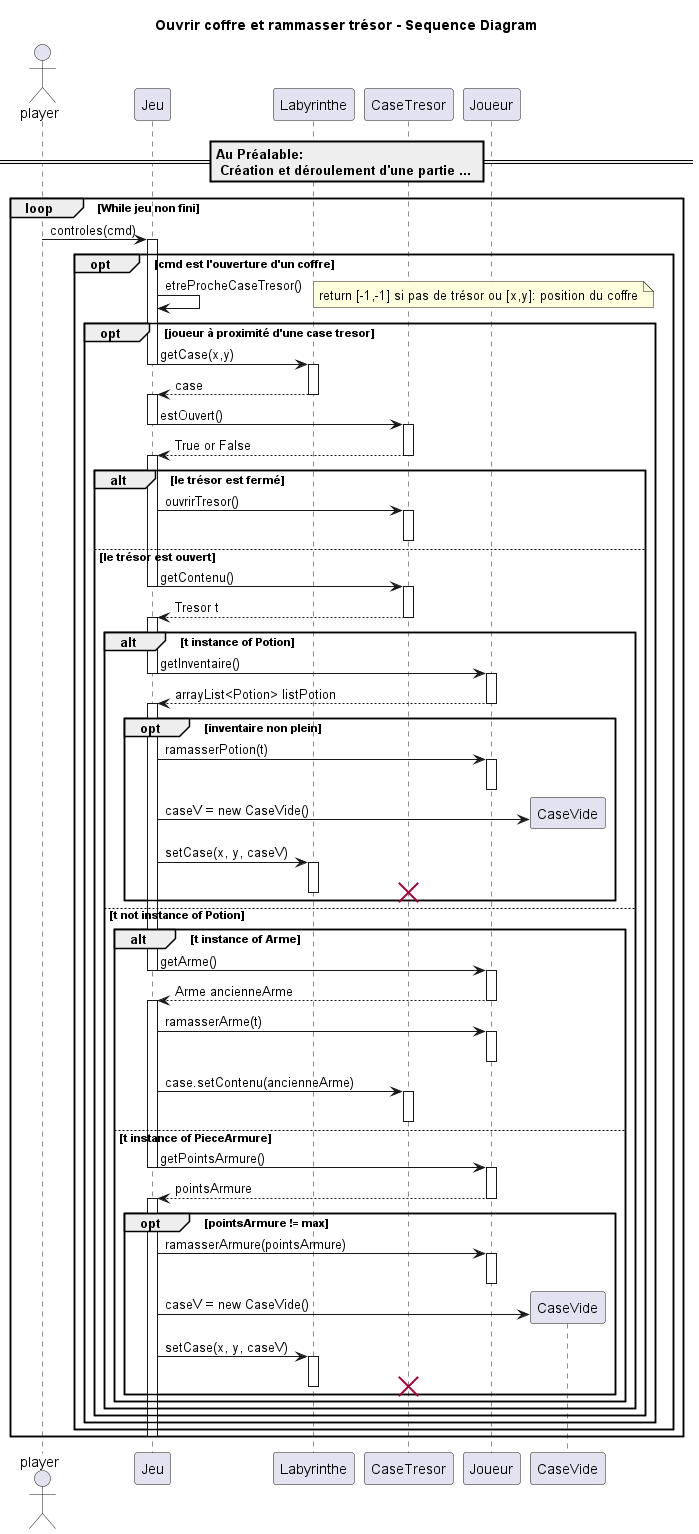 Ouvrir coffre et rammasser trésor - Sequence Diagram
player
Jeu
Labyrinthe
CaseTresor
Joueur
Au Préalable:
Création et déroulement d'une partie ...
loop
[While jeu non fini]
controles(cmd)
opt
[cmd est l'ouverture d'un coffre]
etreProcheCaseTresor()
return [-1,-1] si pas de trésor ou [x,y]: position du coffre
opt
[joueur à proximité d'une case tresor]
getCase(x,y)
case
estOuvert()
True or False
alt
[le trésor est fermé]
ouvrirTresor()
[le trésor est ouvert]
getContenu()
Tresor t
alt
[t instance of Potion]
getInventaire()
arrayList<Potion> listPotion
opt
[inventaire non plein]
ramasserPotion(t)
caseV = new CaseVide()
CaseVide
setCase(x, y, caseV)
[t not instance of Potion]
alt
[t instance of Arme]
getArme()
Arme ancienneArme
ramasserArme(t)
case.setContenu(ancienneArme)
[t instance of PieceArmure]
getPointsArmure()
pointsArmure
opt
[pointsArmure != max]
ramasserArmure(pointsArmure)
caseV = new CaseVide()
CaseVide
setCase(x, y, caseV)
player
Jeu
Labyrinthe
CaseTresor
Joueur
CaseVide